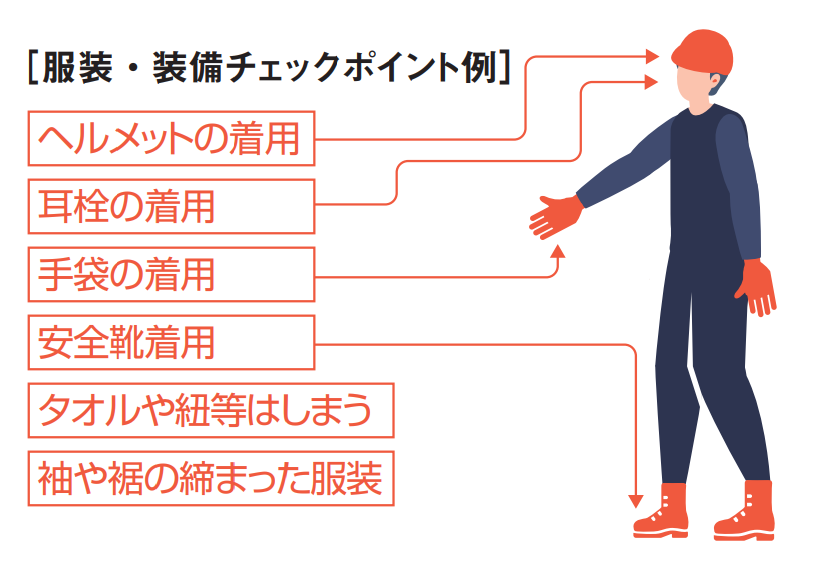 [服装・装備チェックポイント例]
ヘルメットの着用
耳栓の着用
手袋の着用
安全靴着用
タオルや紐等はしまう
袖や裾の締まった服装